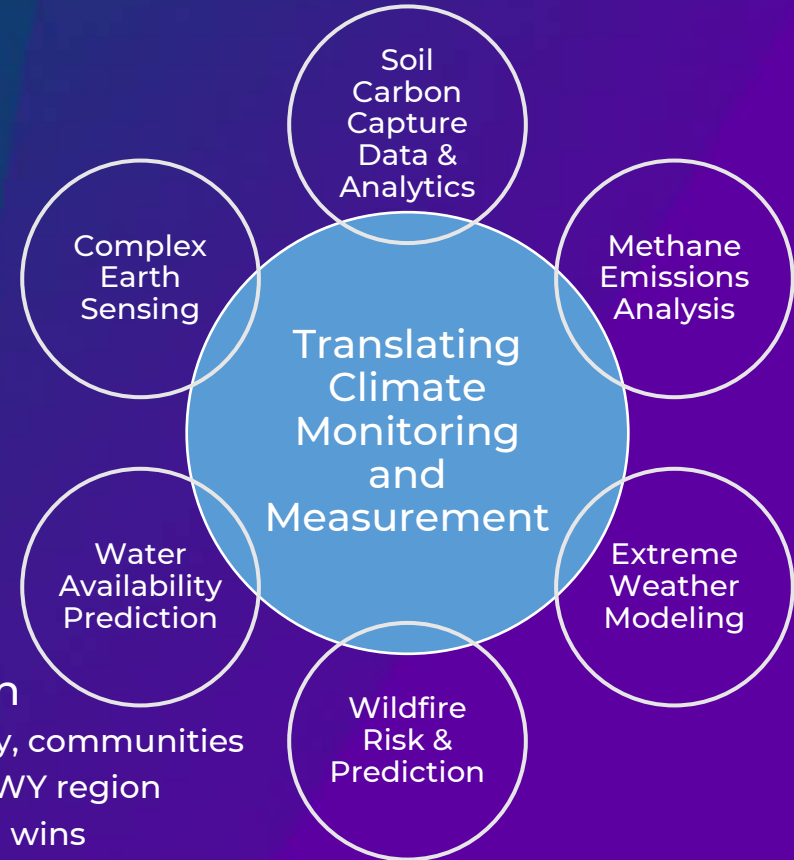 Soil
Carbon
Capture
Data &
Analytics
Complex
Earth
Sensing
Methane
Emissions
Analysis
Translating
Climate
Monitoring
and
Measurement
Water
Availability
Prediction
Extreme
Weather
Modeling
Wildfire
Risk &
Prediction
communities
WY region
wins